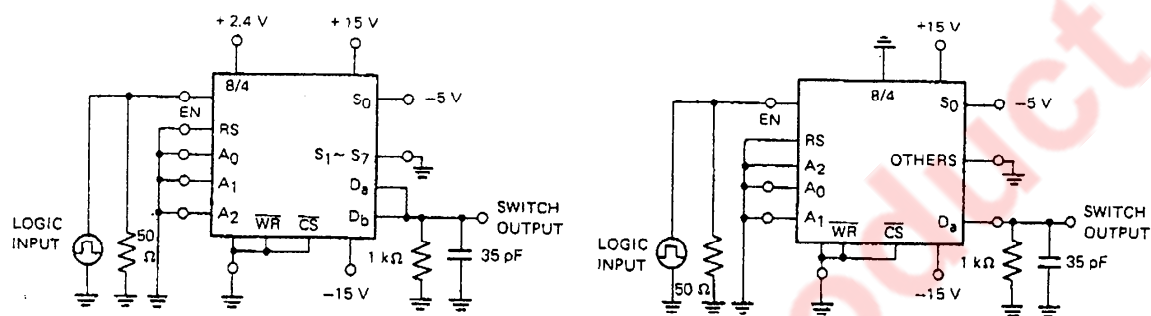 + 2.4 V
+ 15 V
8/4
EN
S0
−5 V
RS
A0
A1
A2
S1~ S7
Da
Db
WR
CS
LOGIC
INPUT
50
Ω
−15 V
1 kΩ
35 pF
SWITCH
OUTPUT
+15 V
8/4
EN
S0
−5 V
RS
A2
A0
A1
OTHERS
Da
WR
CS
LOGIC
INPUT
50 Ω
−15 V
1 kΩ
35 pF
SWITCH
OUTPUT
oduct